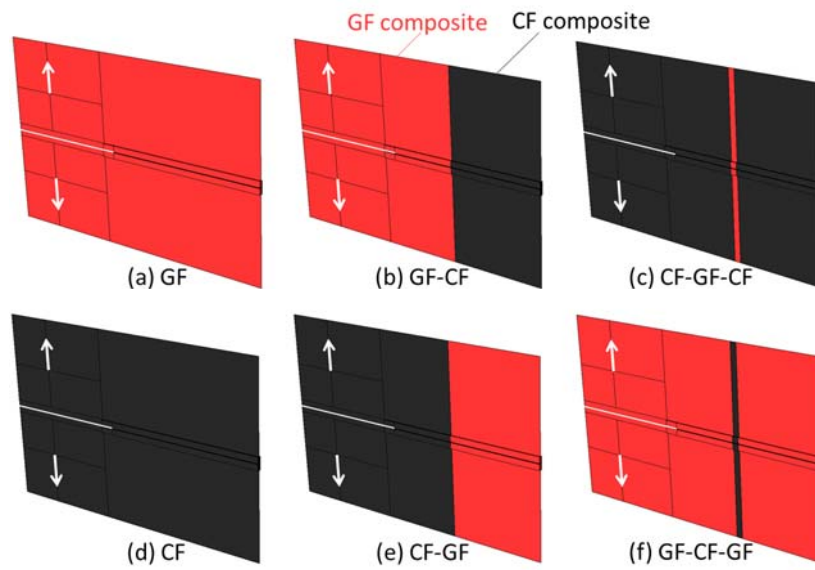 GF composite
CF composite
(a) GF
(b) GF-CF
(c) CF-GF-CF
(d) CF
(e) CF-GF
(f) GF-CF-GF